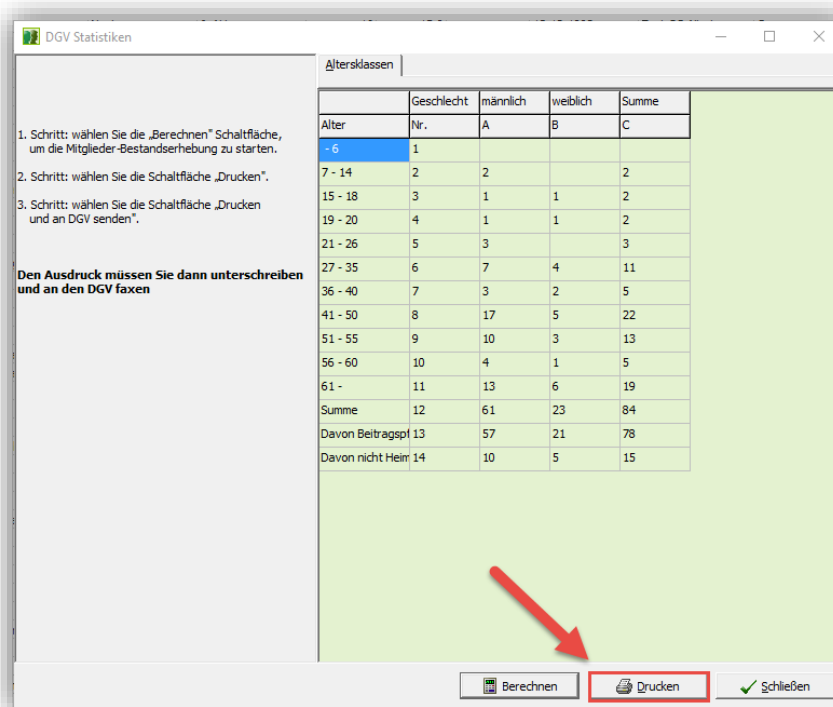 DGV Statistiken
Altersklassen
1. Schritt: wählen Sie die „Berechnen" Schaltfläche,
um die Mitglieder-Bestandserhebung zu starten.
2. Schritt: wählen Sie die Schaltfläche „Drucken".
3. Schritt: wählen Sie die Schaltfläche „Drucken
und an DGV senden".
Den Ausdruck müssen Sie dann unterschreiben
und an den DGV faxen
Geschlecht männlich weiblich Summe
Alter Nr. A B C
- 6 1
7 - 14 2 2 2
15 - 18 3 1 1 2
19 - 20 4 1 1 2
21 - 26 5 3 3
27 - 35 6 7 4 11
36 - 40 7 3 2 5
41 - 50 8 17 5 22
51 - 55 9 10 3 13
56 - 60 10 4 1 5
61 - 11 13 6 19
Summe 12 61 23 84
Davon Beitragspf 13 57 21 78
Davon nicht Heim 14 10 5 15
Berechnen Drucken Schließen